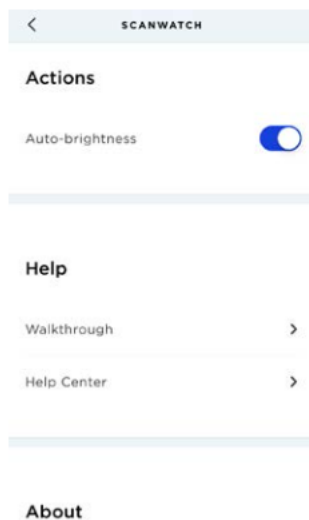 SCANWATCH
Actions
Auto-brightness
Help
Walkthrough
Help Center
About